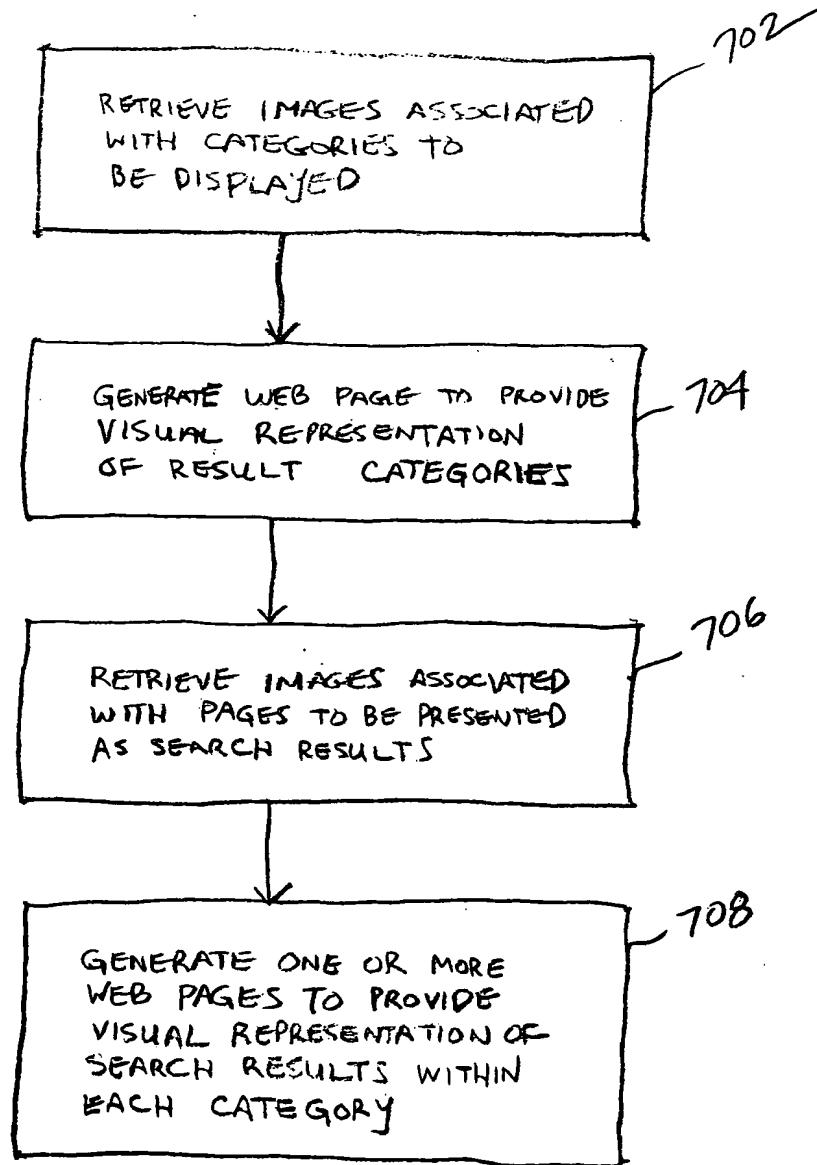 702
RETRIEVE IMAGES ASSOCIATED
WITH CATEGORIES TO
BE DISPLAYED
704
GENERATE WEB PAGE TO PROVIDE
VISUAL REPRESENTATION
OF RESULT CATEGORIES
706
RETRIEVE IMAGES ASSOCIATED
WITH PAGES TO BE PRESENTED
AS SEARCH RESULTS
708
GENERATE ONE OR MORE
WEB PAGES TO PROVIDE
VISUAL REPRESENTATION OF
SEARCH RESULTS WITHIN
EACH CATEGORY